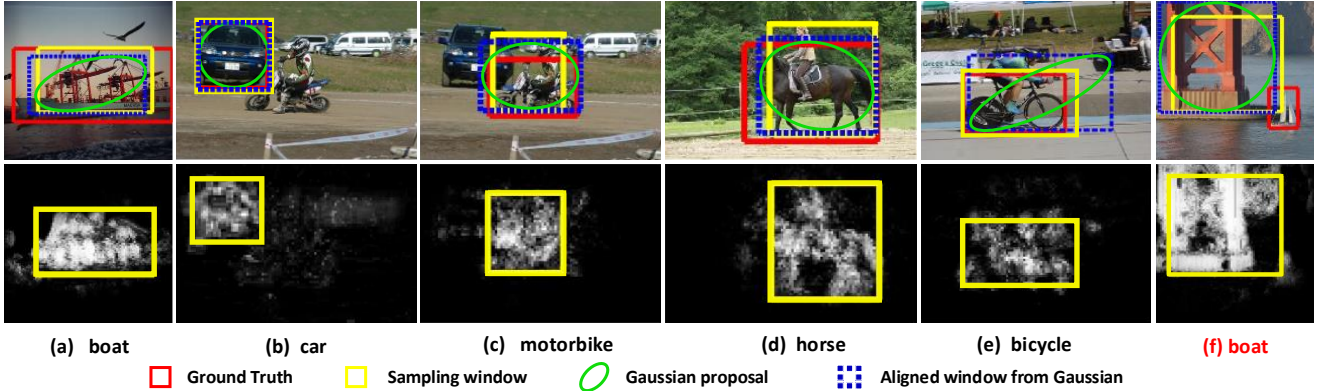 (a) boat (b) car (c) motorbike (d) horse (e) bicycle (f) boat
Ground Truth Sampling window Gaussian proposal Aligned window from Gaussian